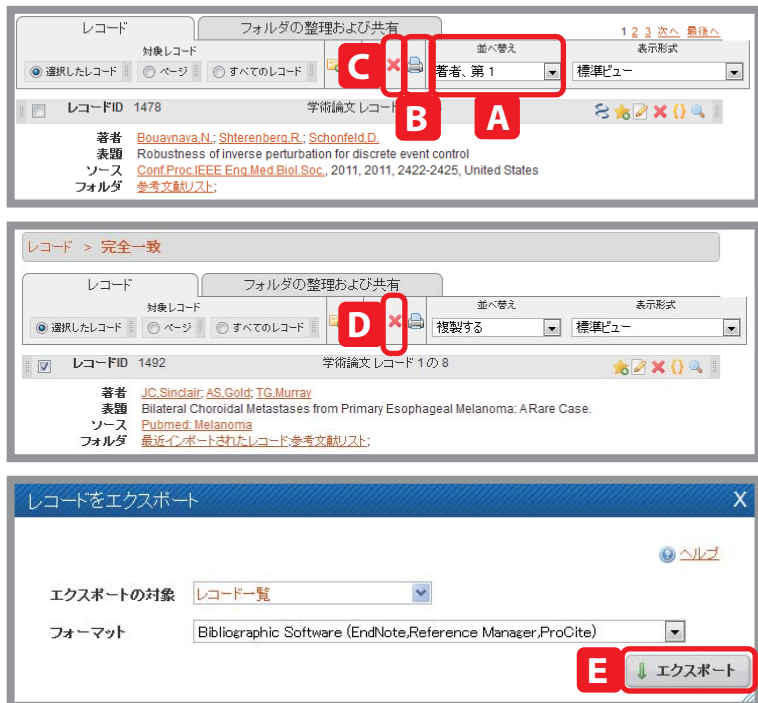 レコード フォルダの整理および共有 1 2 3 次へ 最後へ
対象レコード 並べ替え 表示形式
選択したレコード ページ すべてのレコード C 著者、第 1 標準ビュー
B A
レコードID 1478 学術論文 レコー
著者 Bouaynaya,N.; Shterenberg,R.; Schonfeld,D.
表題 Robustness of inverse perturbation for discrete event control
ソース Conf.Proc.IEEE Eng.Med.Biol.Soc., 2011, 2011, 2422-2425, United States
フォルダ 参考文献リスト;
レコード > 完全一致
レコード フォルダの整理および共有
対象レコード 並べ替え 表示形式
選択したレコード ページ すべてのレコード D 複製する 標準ビュー
レコードID 1492 学術論文 レコード 1 の 8
著者 JC,Sinclair; AS,Gold; TG,Murray
表題 Bilateral Choroidal Metastases from Primary Esophageal Melanoma: A Rare Case.
ソース Pubmed: Melanoma
フォルダ 最近インポートされたレコード;参考文献リスト;
レコードをエクスポート X
ヘルプ
エクスポートの対象 レコード一覧
フォーマット Bibliographic Software (EndNote,Reference Manager,ProCite)
E エクスポート